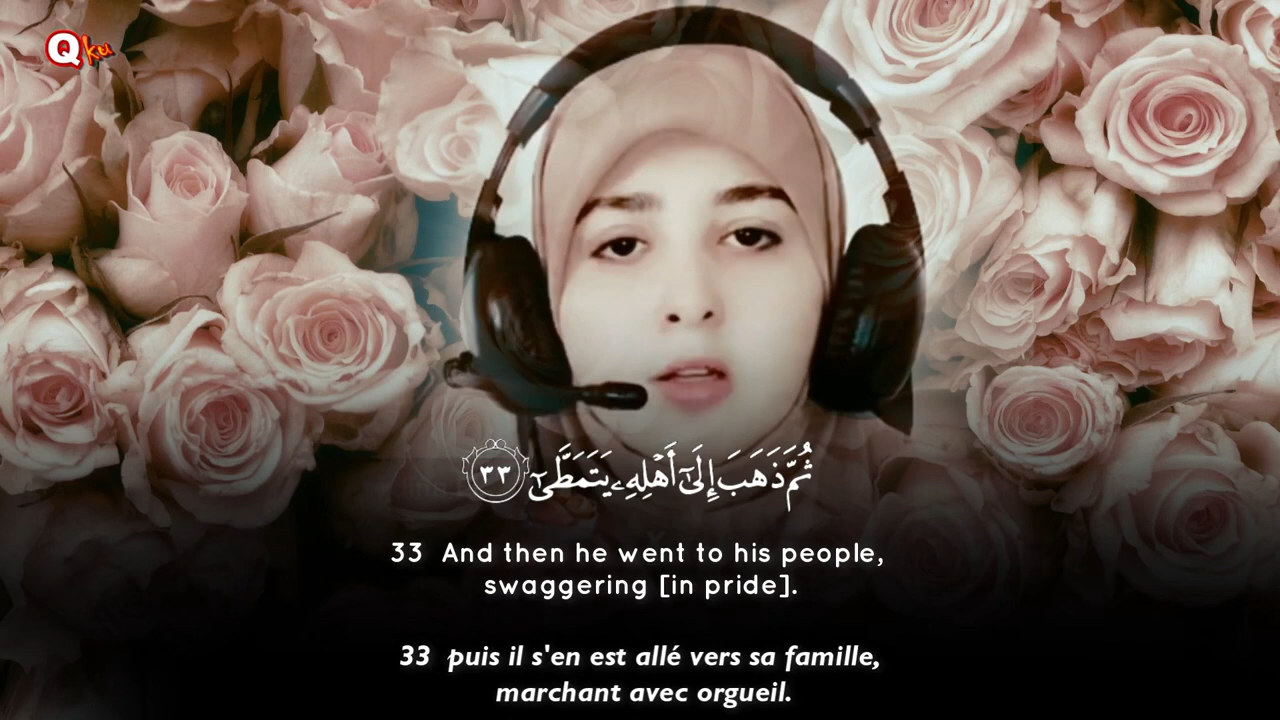 Qku
ثُمَّ ذَهَبَ إِلَىٰٓ أَهْلِهِۦ يَتَمَطَّىٰٓ ٣٣
33 And then he went to his people,
swaggering [in pride].
33 puis il s'en est allé vers sa famille,
marchant avec orgueil.